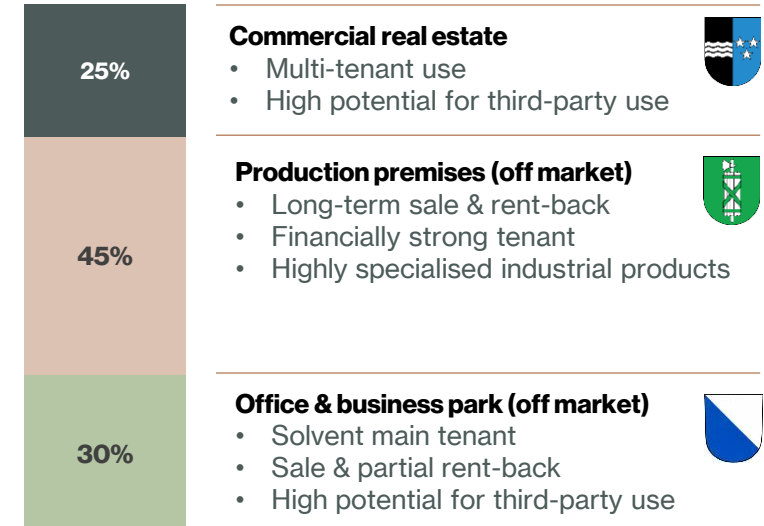 25%
Commercial real estate
• Multi-tenant use
• High potential for third-party use
45%
Production premises (off market)
• Long-term sale & rent-back
• Financially strong tenant
• Highly specialised industrial products
30%
Office & business park (off market)
• Solvent main tenant
• Sale & partial rent-back
• High potential for third-party use